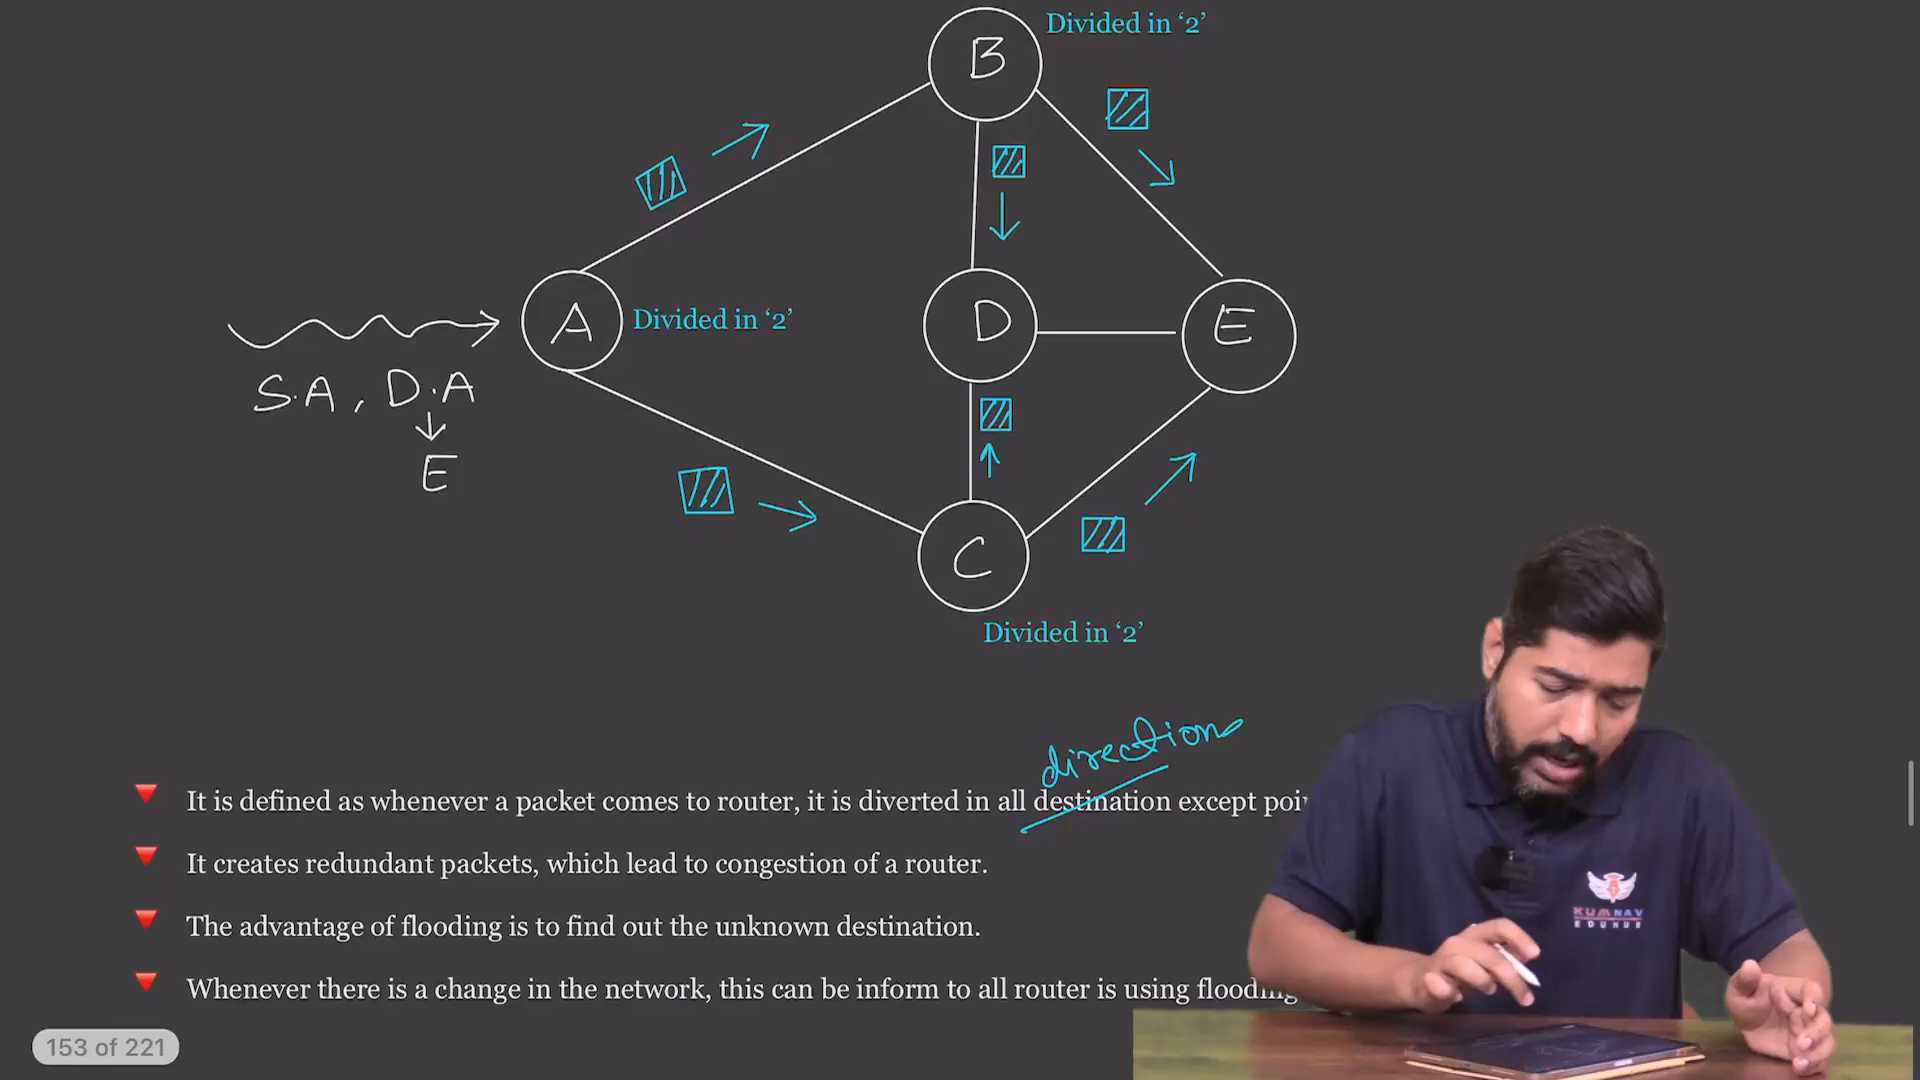 B
Divided in ‘2’
A
Divided in ‘2’
D
E
S.A, D.A
E
C
Divided in ‘2’
direction
It is defined as whenever a packet comes to router, it is diverted in all destination except
It creates redundant packets, which lead to congestion of a router.
The advantage of flooding is to find out the unknown destination.
Whenever there is a change in the network, this can be inform to all router is using flooding
KUMNAV
EDUHUB
153 of 221